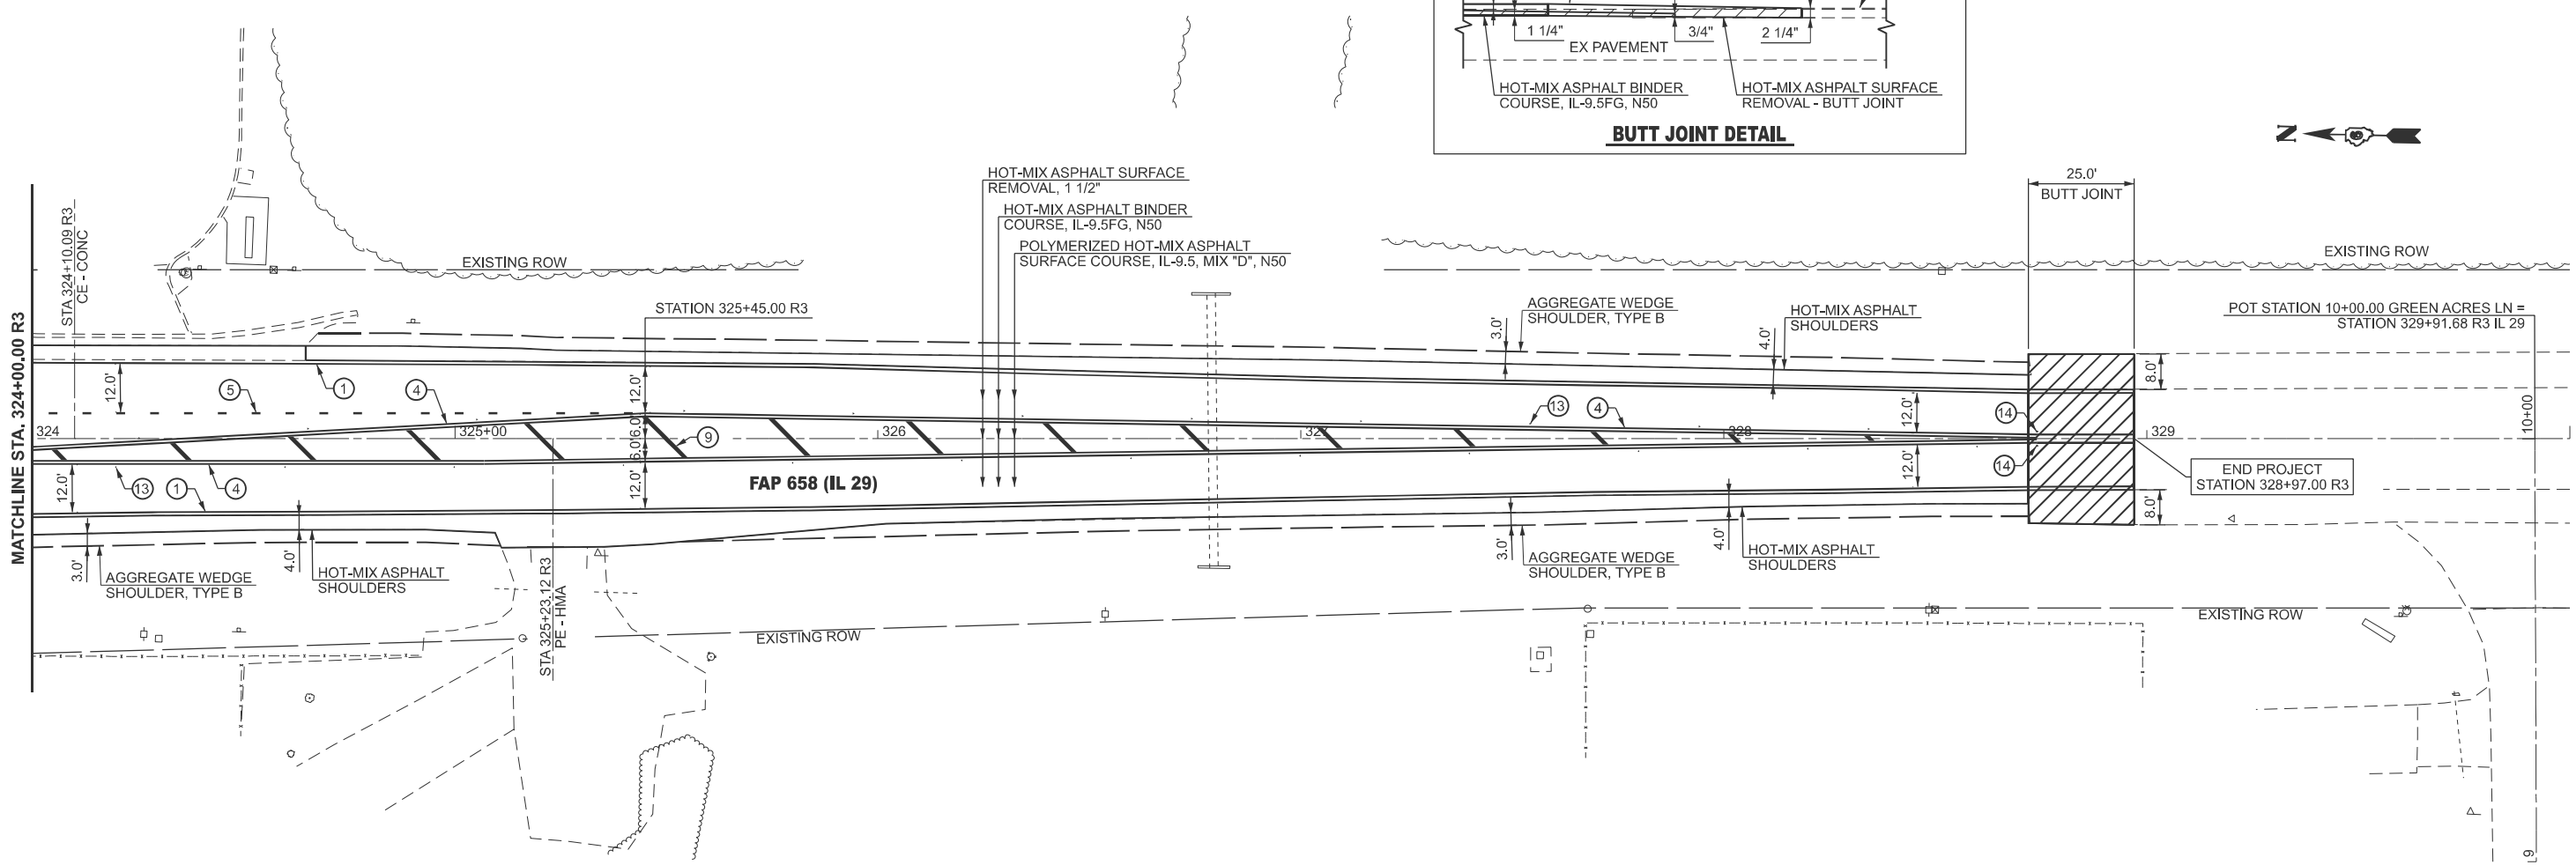 1 1/4"
3/4"
2 1/4"
EX PAVEMENT
HOT-MIX ASPHALT BINDER
COURSE, IL-9.5FG, N50
HOT-MIX ASHPALT SURFACE
REMOVAL - BUTT JOINT
BUTT JOINT DETAIL
N
HOT-MIX ASPHALT SURFACE
REMOVAL, 1 1/2"
HOT-MIX ASPHALT BINDER
COURSE, IL-9.5FG, N50
POLYMERIZED HOT-MIX ASPHALT
SURFACE COURSE, IL-9.5, MIX "D", N50
25.0'
BUTT JOINT
MATCHLINE STA. 324+00.00 R3
STA 324+10.09 R3
CE - CONC
EXISTING ROW
EXISTING ROW
STATION 325+45.00 R3
AGGREGATE WEDGE
SHOULDER, TYPE B
HOT-MIX ASPHALT
SHOULDERS
POT STATION 10+00.00 GREEN ACRES LN =
STATION 329+91.68 R3 IL 29
3.0'
4.0'
12.0'
5
1
4
12.0'
13
4
12.0'
14
8.0'
10+00
324
325+00
6.0'
6.0'
9
326
327
328
329
12.0'
13
1
4
12.0'
FAP 658 (IL 29)
12.0'
14
END PROJECT
STATION 328+97.00 R3
8.0'
3.0'
AGGREGATE WEDGE
SHOULDER, TYPE B
4.0'
HOT-MIX ASPHALT
SHOULDERS
STA 325+23.12 R3
PE - HMA
3.0'
AGGREGATE WEDGE
SHOULDER, TYPE B
4.0'
HOT-MIX ASPHALT
SHOULDERS
EXISTING ROW
EXISTING ROW
9